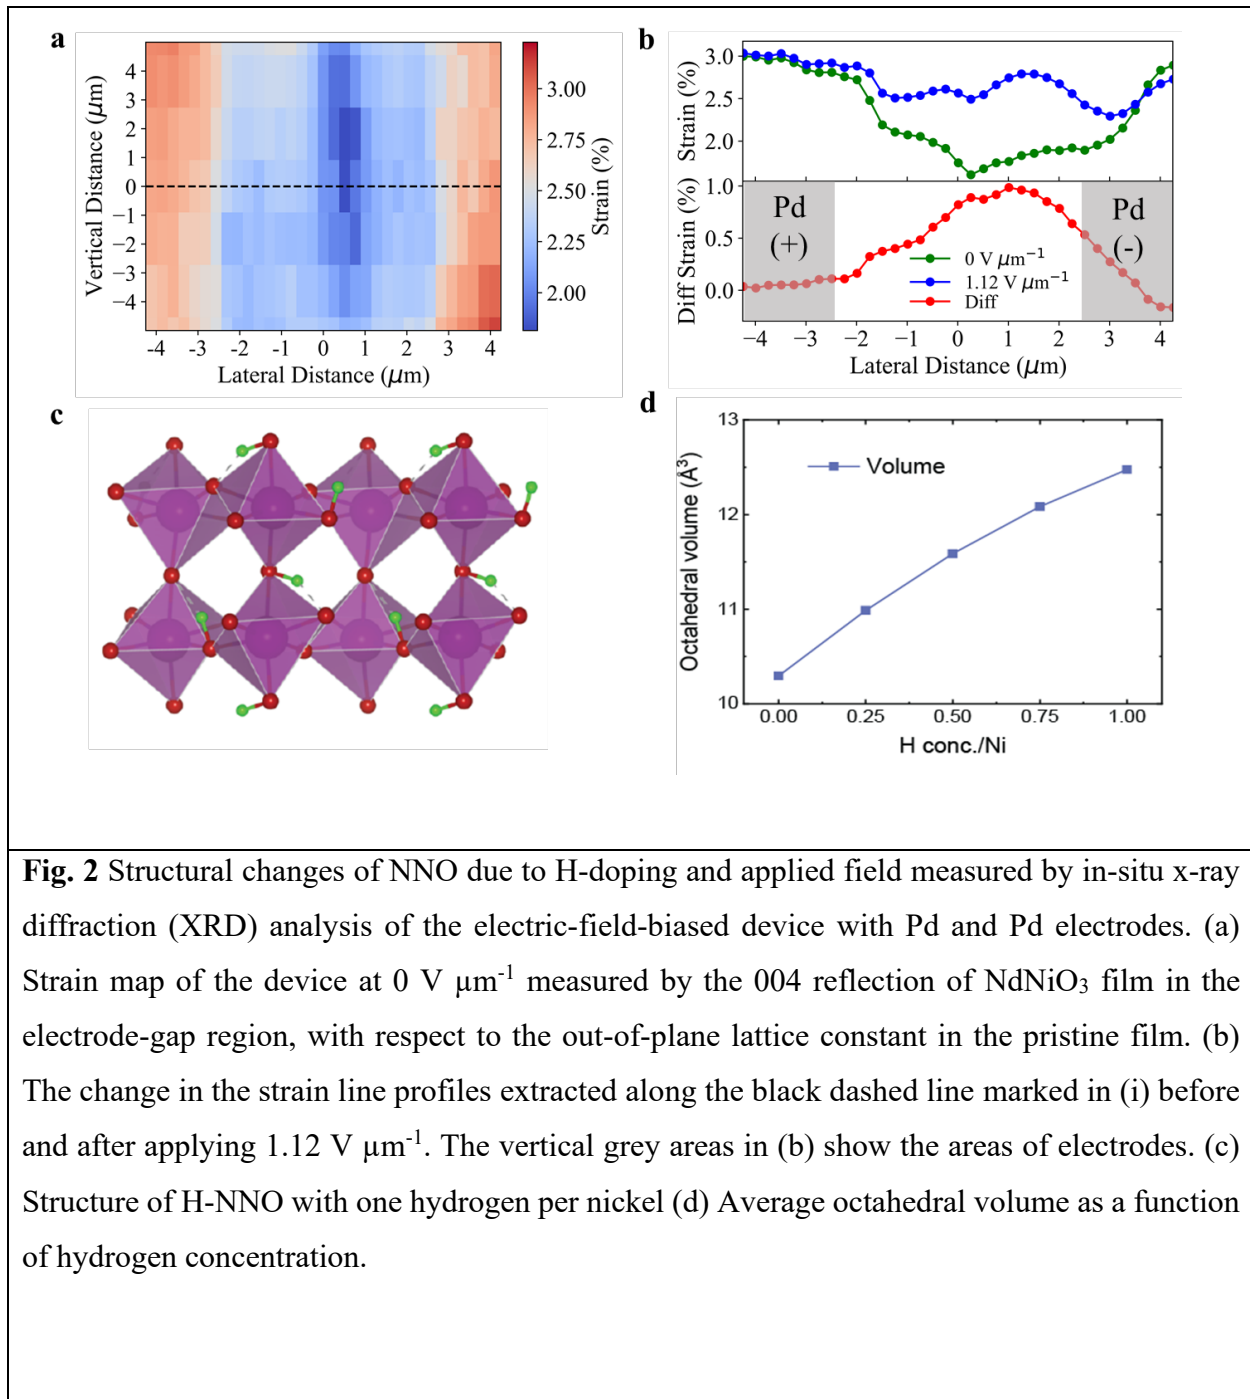 a
Vertical Distance (μm)
4
3
2
1
0
−1
−2
−3
−4
-4 -3 -2 -1 0 1 2 3 4
Lateral Distance (μm)
3.00
2.75
2.50
2.25
2.00
Strain (%)
b
Strain (%)
3.0
2.5
2.0
Diff Strain (%)
1.0
0.5
0.0
Pd
(+)
Pd
(-)
0 V μm⁻¹
1.12 V μm⁻¹
Diff
−4 −3 −2 −1 0 1 2 3 4
Lateral Distance (μm)
c
d
Octahedral volume (Å³)
13
12
11
10
Volume
0.00 0.25 0.50 0.75 1.00
H conc./Ni
Fig. 2 Structural changes of NNO due to H-doping and applied field measured by in-situ x-ray
diffraction (XRD) analysis of the electric-field-biased device with Pd and Pd electrodes. (a)
Strain map of the device at 0 V μm⁻¹ measured by the 004 reflection of NdNiO₃ film in the
electrode-gap region, with respect to the out-of-plane lattice constant in the pristine film. (b)
The change in the strain line profiles extracted along the black dashed line marked in (i) before
and after applying 1.12 V μm⁻¹. The vertical grey areas in (b) show the areas of electrodes. (c)
Structure of H-NNO with one hydrogen per nickel (d) Average octahedral volume as a function
of hydrogen concentration.